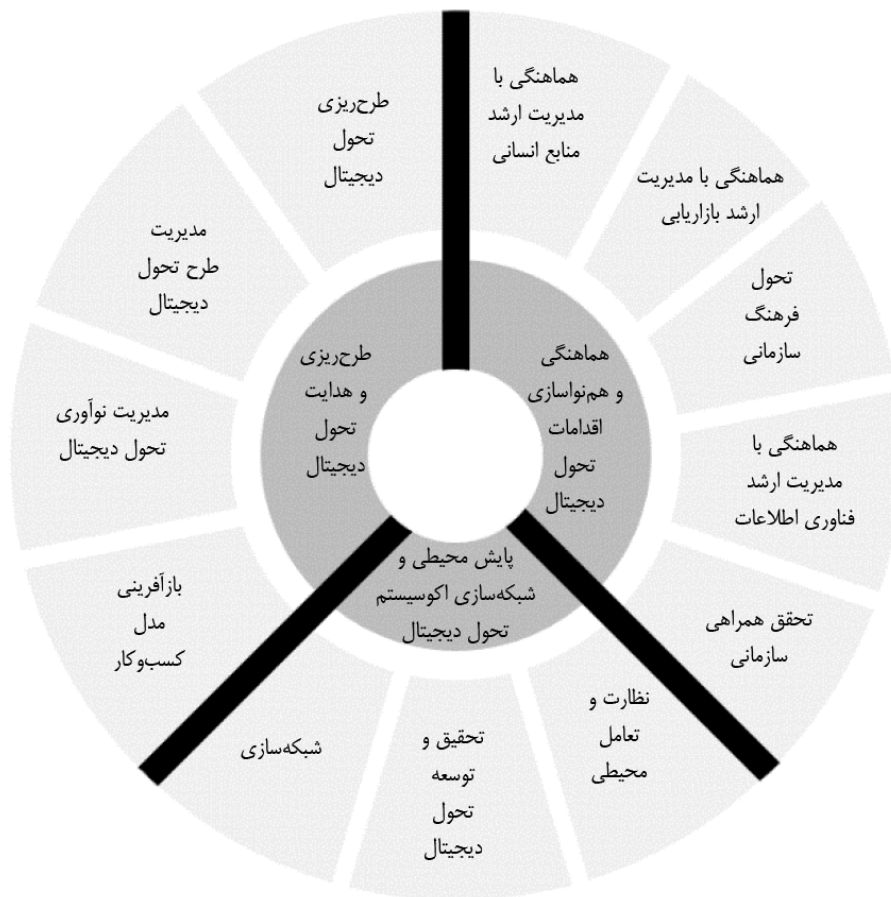 هماهنگی با
مدیریت ارشد
منابع انسانی
هماهنگی با مدیریت
ارشد بازاریابی
تحول
فرهنگ
سازمانی
هماهنگی با
مدیریت ارشد
فناوری اطلاعات
تحقق همراهی
سازمانی
نظارت و
تعامل
محیطی
تحقیق و
توسعه
تحول
دیجیتال
شبکه‌سازی
بازآفرینی
مدل
کسب‌وکار
مدیریت نوآوری
تحول دیجیتال
مدیریت
طرح تحول
دیجیتال
طرح‌ریزی
تحول
دیجیتال
هماهنگی
و هم‌نواسازی
اقدامات
تحول
دیجیتال
پایش محیطی و
شبکه‌سازی اکوسیستم
تحول دیجیتال
طرح‌ریزی
و هدایت
تحول
دیجیتال